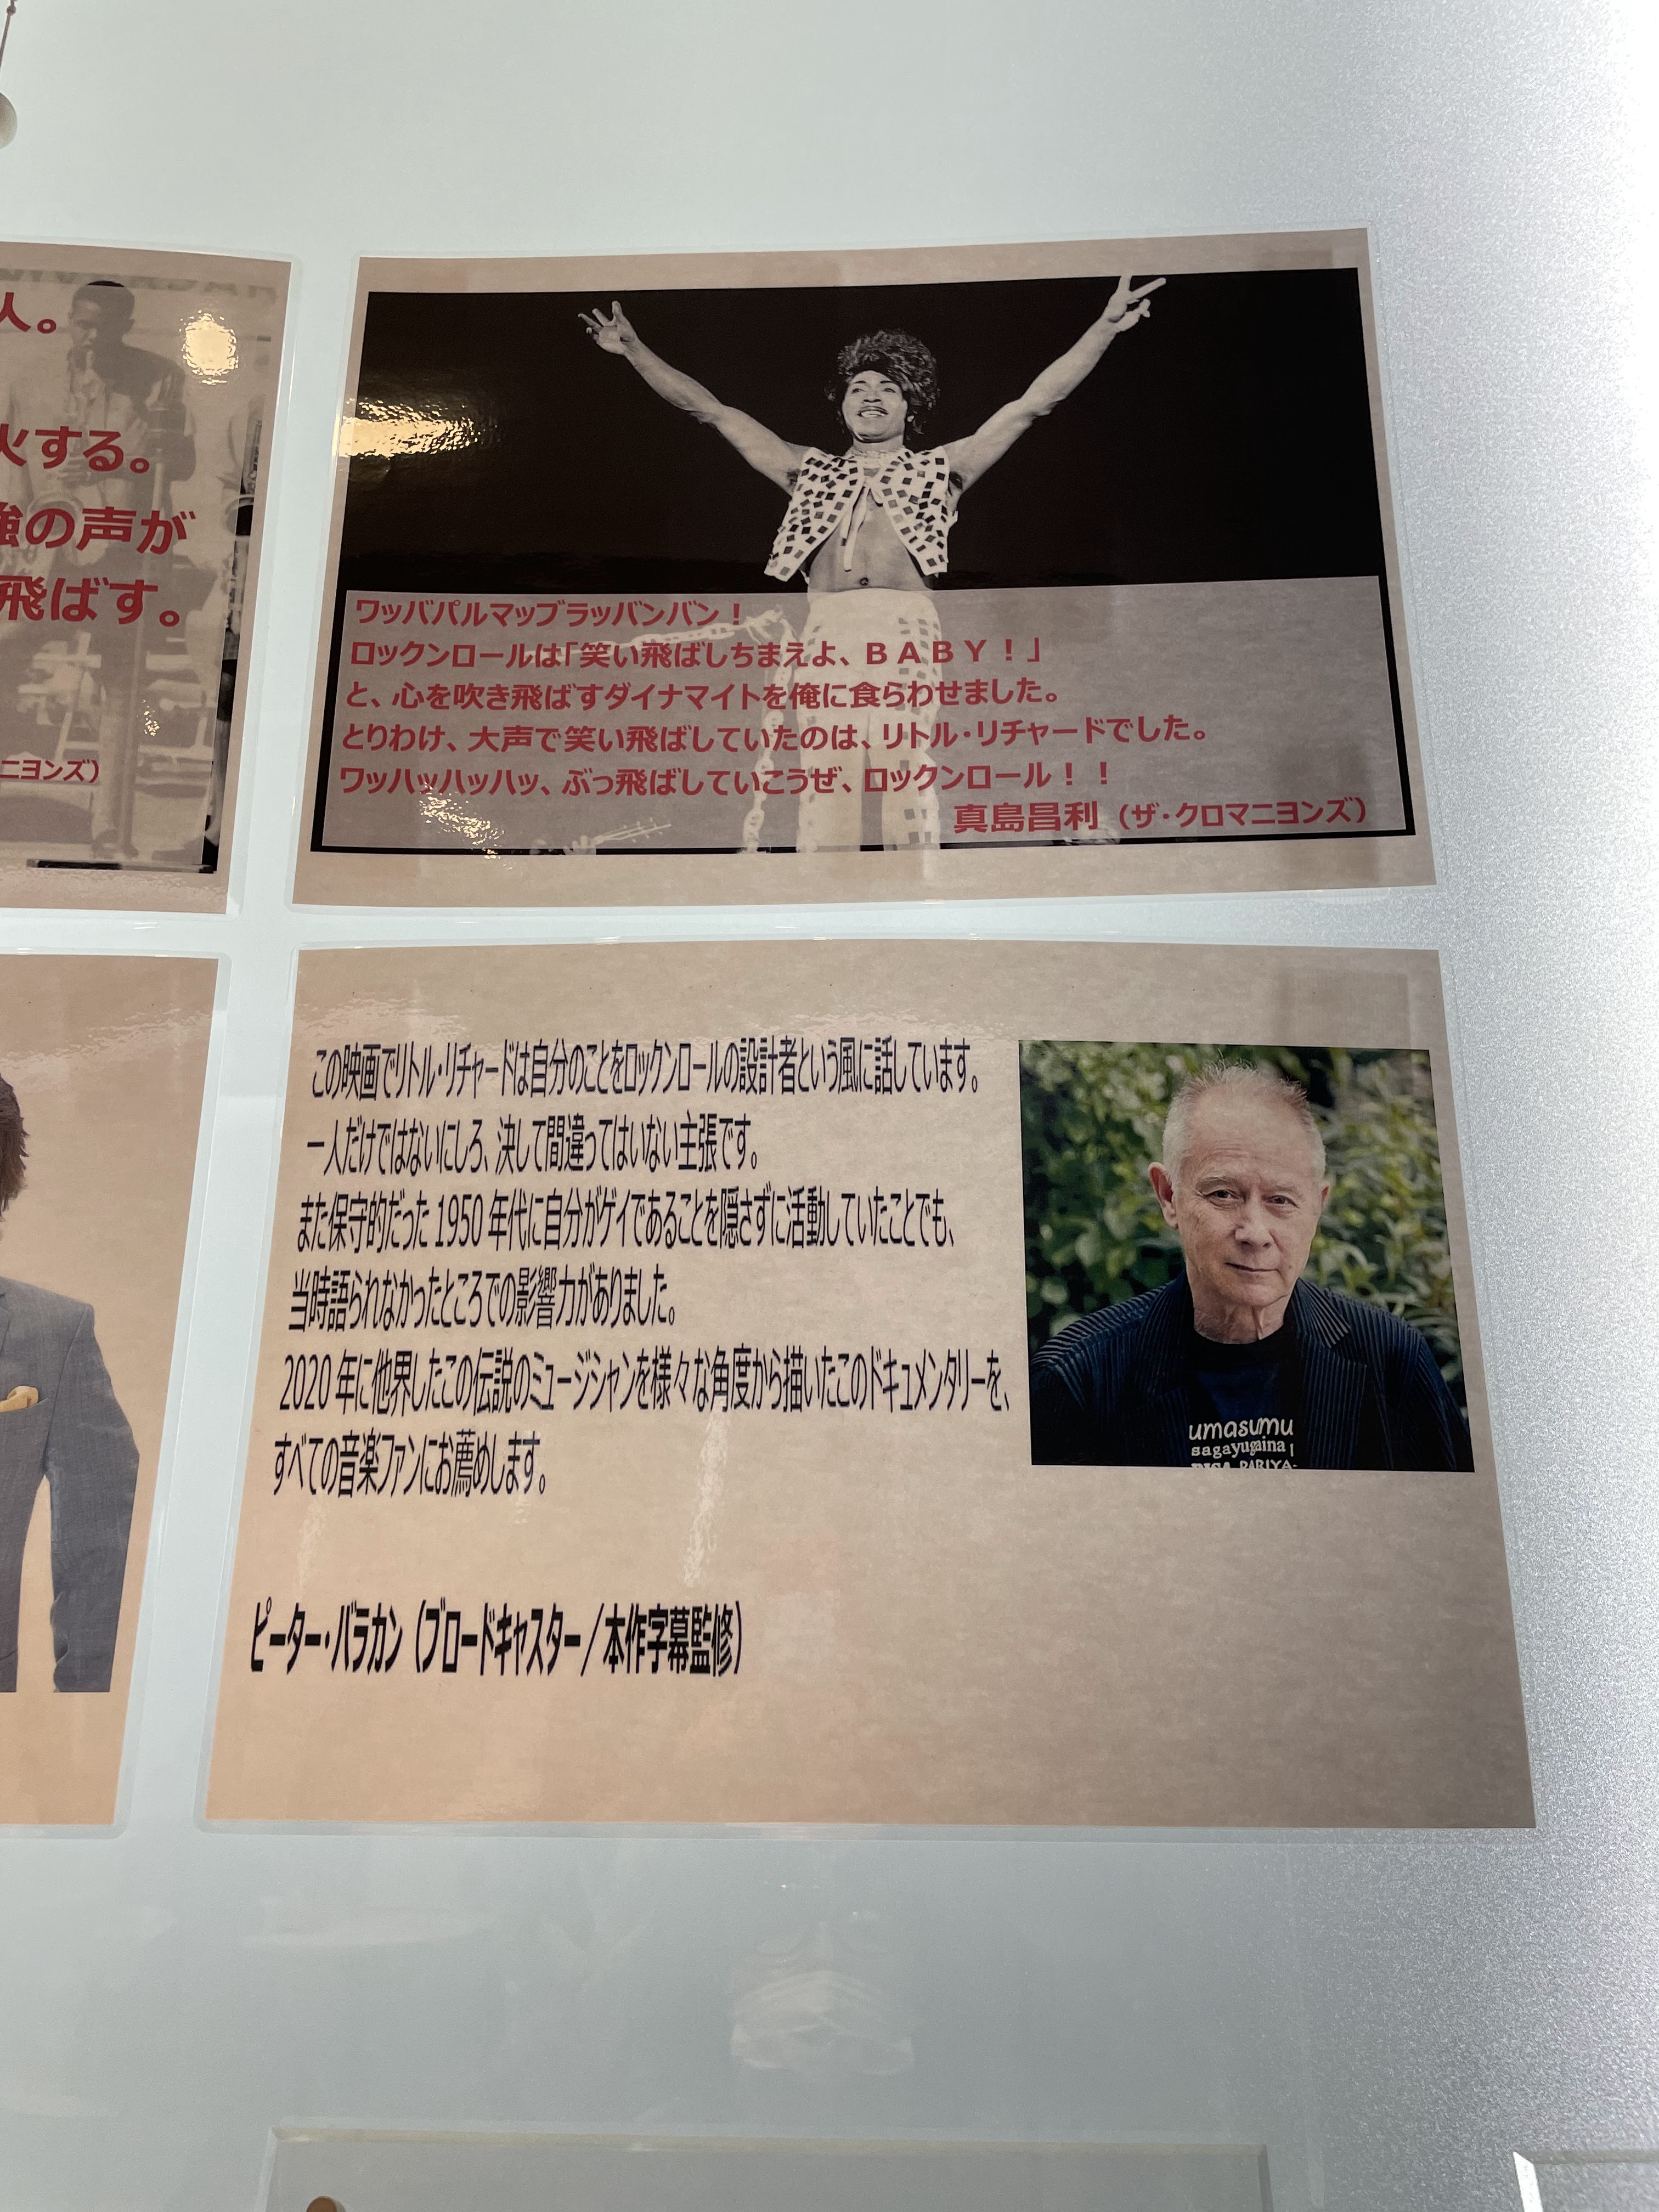 人。
火する。
強の声が
飛ばす。
ニヨンズ）
ワッバパルマップラッバンバン！
ロックンロールは「笑い飛ばしちまえよ、ＢＡＢＹ！」
と、心を吹き飛ばすダイナマイトを俺に食らわせました。
とりわけ、大声で笑い飛ばしていたのは、リトル・リチャードでした。
ワッハッハッハッ、ぶっ飛ばしていこうぜ、ロックンロール！！
真島昌利（ザ・クロマニヨンズ）
この映画でリトル・リチャードは自分のことをロックンロールの設計者という風に話しています。
一人だけではないにしろ、決して間違ってはいない主張です。
また保守的だった1950年代に自分がゲイであることを隠さずに活動していたことでも、
当時語られなかったところでの影響力がありました。
2020年に他界したこの伝説のミュージシャンを様々な角度から描いたこのドキュメンタリーを、
すべての音楽ファンにお薦めします。
ピーター・バラカン（ブロードキャスター／本作字幕監修）
umasumu
sagayugaina
PARIYA-